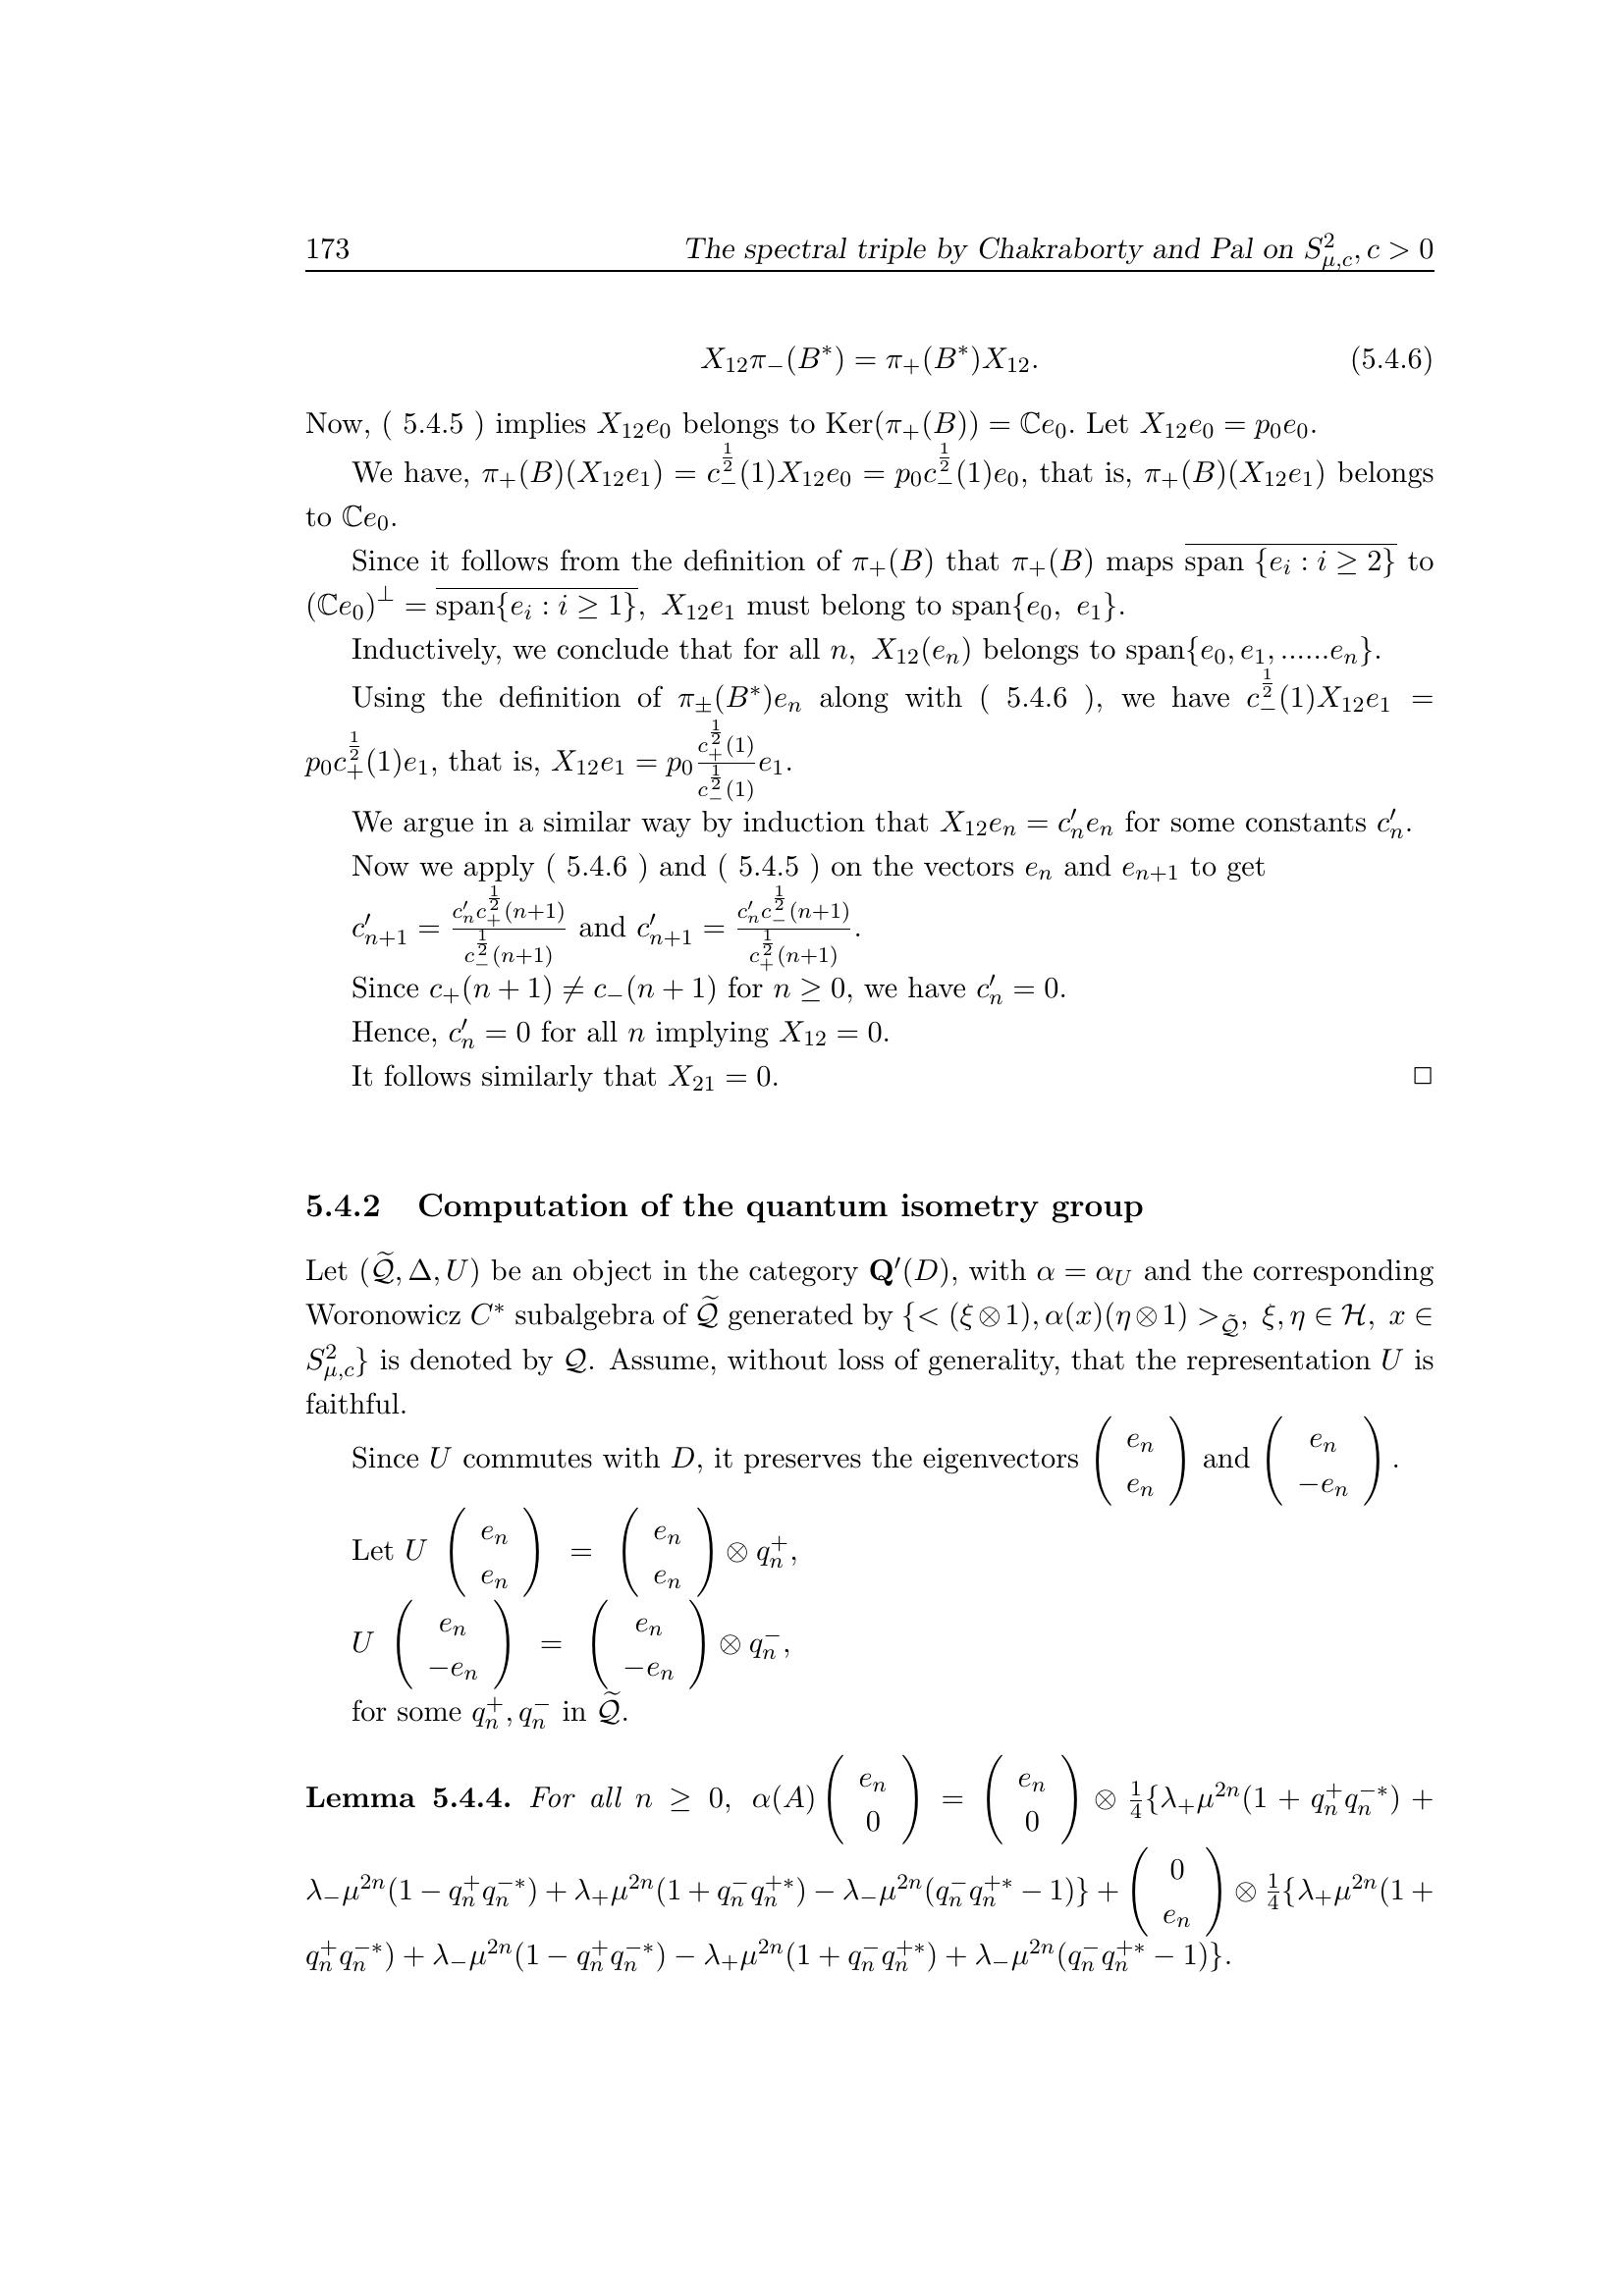 173 The spectral triple by Chakraborty and Pal on $S^2_{\mu,c}, c > 0$
$X_{12}\pi_-(B^*) = \pi_+(B^*)X_{12}.$ (5.4.6)
Now, ( 5.4.5 ) implies $X_{12}e_0$ belongs to $\mathrm{Ker}(\pi_+(B)) = \mathbb{C}e_0$. Let $X_{12}e_0 = p_0e_0$.
We have, $\pi_+(B)(X_{12}e_1) = c_-^{\frac{1}{2}}(1)X_{12}e_0 = p_0c_-^{\frac{1}{2}}(1)e_0$, that is, $\pi_+(B)(X_{12}e_1)$ belongs
to $\mathbb{C}e_0$.
Since it follows from the definition of $\pi_+(B)$ that $\pi_+(B)$ maps $\overline{\mathrm{span}\ \{e_i : i \geq 2\}}$ to
$(\mathbb{C}e_0)^\perp = \overline{\mathrm{span}\{e_i : i \geq 1\}}$, $X_{12}e_1$ must belong to $\mathrm{span}\{e_0, e_1\}$.
Inductively, we conclude that for all $n$, $X_{12}(e_n)$ belongs to $\mathrm{span}\{e_0, e_1, ......e_n\}$.
Using the definition of $\pi_\pm(B^*)e_n$ along with ( 5.4.6 ), we have $c_-^{\frac{1}{2}}(1)X_{12}e_1 =$
$p_0c_+^{\frac{1}{2}}(1)e_1$, that is, $X_{12}e_1 = p_0\frac{c_+^{\frac{1}{2}}(1)}{c_-^{\frac{1}{2}}(1)}e_1$.
We argue in a similar way by induction that $X_{12}e_n = c'_ne_n$ for some constants $c'_n$.
Now we apply ( 5.4.6 ) and ( 5.4.5 ) on the vectors $e_n$ and $e_{n+1}$ to get
$c'_{n+1} = \frac{c'_nc_+^{\frac{1}{2}}(n+1)}{c_-^{\frac{1}{2}}(n+1)}$ and $c'_{n+1} = \frac{c'_nc_-^{\frac{1}{2}}(n+1)}{c_+^{\frac{1}{2}}(n+1)}$.
Since $c_+(n + 1) \neq c_-(n + 1)$ for $n \geq 0$, we have $c'_n = 0$.
Hence, $c'_n = 0$ for all $n$ implying $X_{12} = 0$.
It follows similarly that $X_{21} = 0$. □
5.4.2 Computation of the quantum isometry group
Let $(\widetilde{\mathcal{Q}}, \Delta, U)$ be an object in the category $\mathbf{Q}'(D)$, with $\alpha = \alpha_U$ and the corresponding
Woronowicz $C^*$ subalgebra of $\widetilde{\mathcal{Q}}$ generated by $\{< (\xi \otimes 1), \alpha(x)(\eta \otimes 1) >_{\tilde{\mathcal{Q}}}, \ \xi, \eta \in \mathcal{H}, \ x \in$
$S^2_{\mu,c}\}$ is denoted by $\mathcal{Q}$. Assume, without loss of generality, that the representation $U$ is
faithful.
Since $U$ commutes with $D$, it preserves the eigenvectors $\begin{pmatrix} e_n \\ e_n \end{pmatrix}$ and $\begin{pmatrix} e_n \\ -e_n \end{pmatrix}$.
Let $U \begin{pmatrix} e_n \\ e_n \end{pmatrix} = \begin{pmatrix} e_n \\ e_n \end{pmatrix} \otimes q_n^+,$
$U \begin{pmatrix} e_n \\ -e_n \end{pmatrix} = \begin{pmatrix} e_n \\ -e_n \end{pmatrix} \otimes q_n^-,$
for some $q_n^+, q_n^-$ in $\widetilde{\mathcal{Q}}$.
Lemma 5.4.4. For all $n \geq 0$, $\alpha(A)\begin{pmatrix} e_n \\ 0 \end{pmatrix} = \begin{pmatrix} e_n \\ 0 \end{pmatrix} \otimes \frac{1}{4}\{\lambda_+\mu^{2n}(1 + q_n^+q_n^{-*}) +$
$\lambda_-\mu^{2n}(1 - q_n^+q_n^{-*}) + \lambda_+\mu^{2n}(1 + q_n^-q_n^{+*}) - \lambda_-\mu^{2n}(q_n^-q_n^{+*} - 1)\} + \begin{pmatrix} 0 \\ e_n \end{pmatrix} \otimes \frac{1}{4}\{\lambda_+\mu^{2n}(1 +$
$q_n^+q_n^{-*}) + \lambda_-\mu^{2n}(1 - q_n^+q_n^{-*}) - \lambda_+\mu^{2n}(1 + q_n^-q_n^{+*}) + \lambda_-\mu^{2n}(q_n^-q_n^{+*} - 1)\}.$